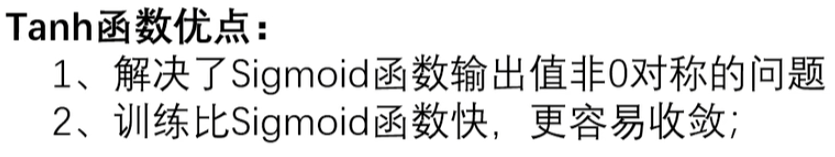 Tanh函数优点：
1、解决了Sigmoid函数输出值非0对称的问题
2、训练比Sigmoid函数快，更容易收敛；